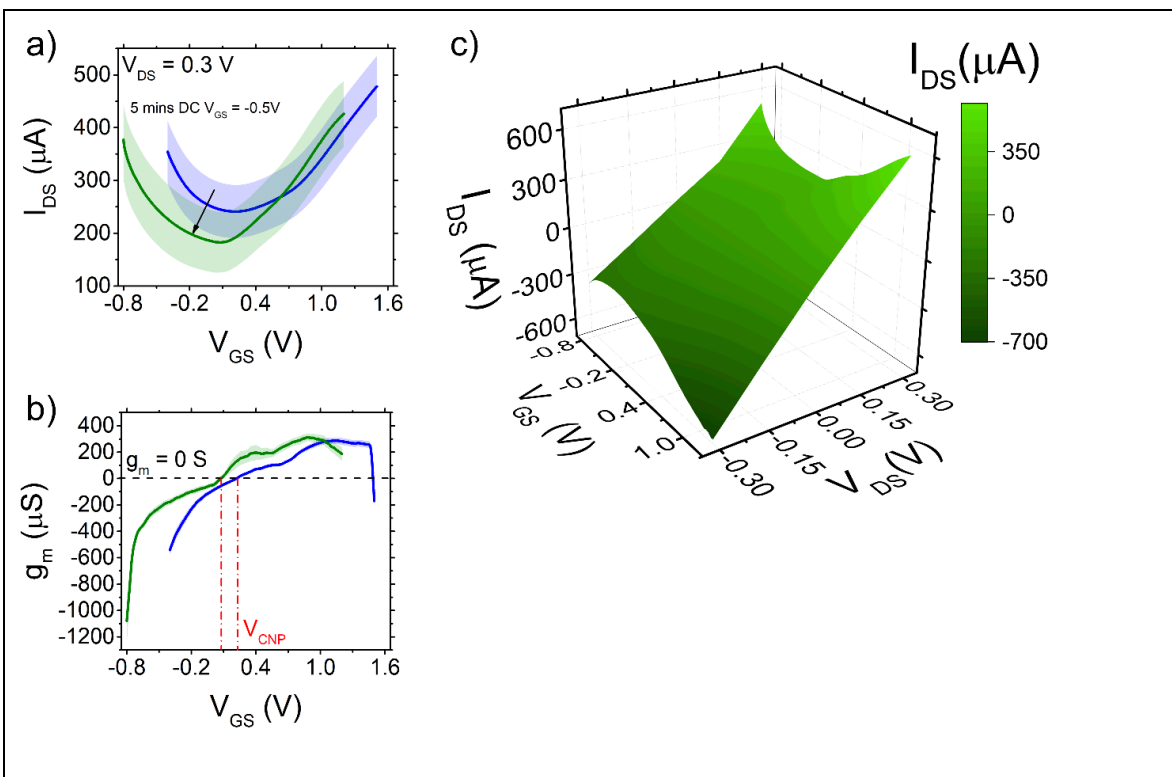 a)
V_DS = 0.3 V
5 mins DC V_GS = -0.5V
I_DS (μA)
500
400
300
200
100
-0.8 -0.2 0.4 1.0 1.6
V_GS (V)
b)
g_m = 0 S
g_m (μS)
400
200
0
-200
-400
-600
-800
-1000
-1200
V_CNP
-0.8 -0.2 0.4 1.0 1.6
V_GS (V)
c)
I_DS (μA)
600
300
0
-300
-600
-0.8 -0.2 0.4 1.0
V_GS (V)
-0.30 -0.15 0.00 -0.15 -0.30
V_DS (V)
I_DS(μA)
350
0
-350
-700